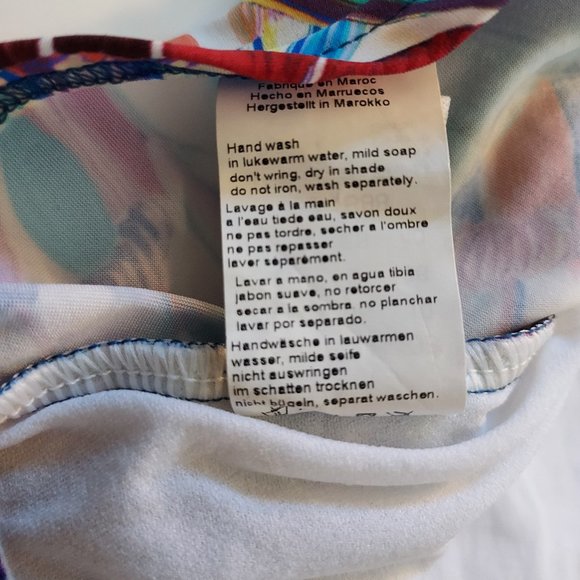 Fabriqué en Maroc
Hecho en Marruecos
Hergestellt in Marokko
Hand wash
in lukewarm water, mild soap
don't wring, dry in shade
do not iron, wash separately.
Lavage à la main
a l'eau tiede eau, savon doux
ne pas tordre, secher a l'ombre
ne pas repasser
laver séparément.
Lavar a mano, en agua tibia
jabon suave, no retorcer
secar a la sombra. no planchar
lavar por separado.
Handwäsche in lauwarmen
wasser, milde seife
nicht auswringen
im schatten trocknen
nicht bügeln, separat waschen.